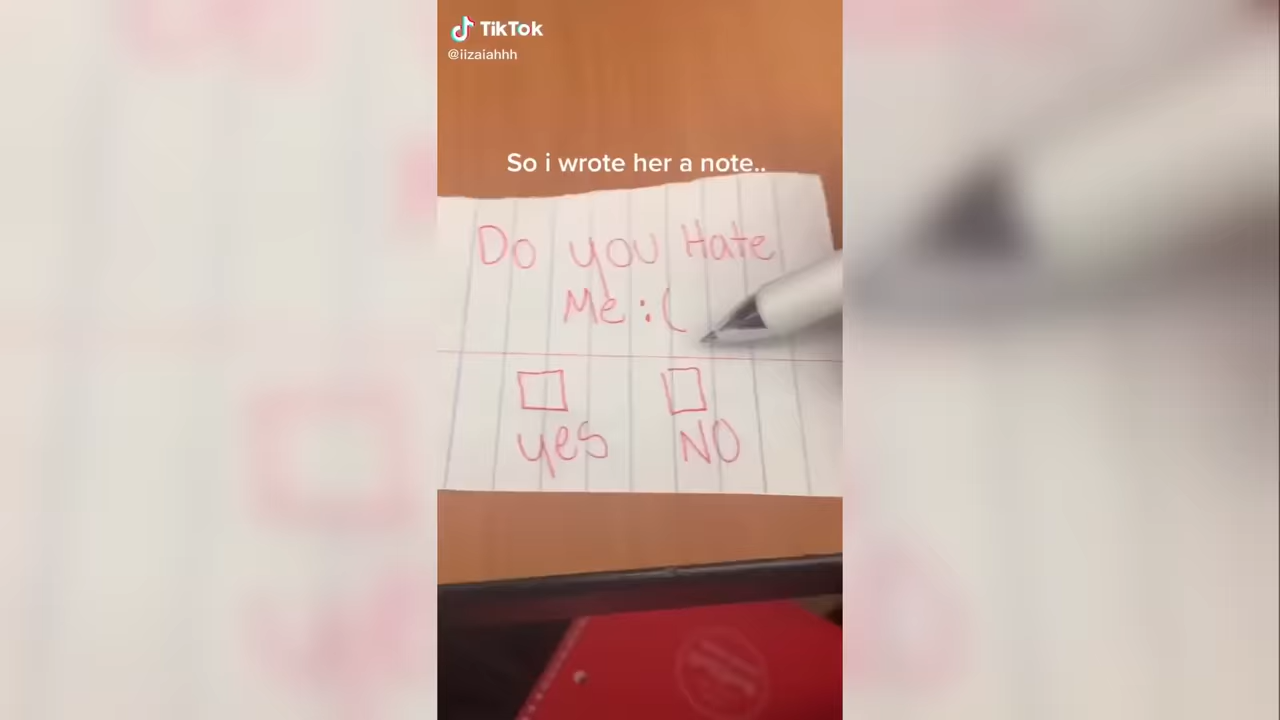 TikTok
@iizaiahhh
So i wrote her a note..
Do you Hate
Me :(
yes NO